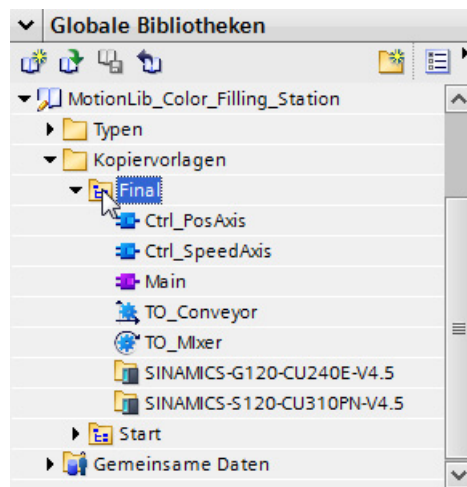 Globale Bibliotheken
MotionLib_Color_Filling_Station
Typen
Kopiervorlagen
Final
Ctrl_PosAxis
Ctrl_SpeedAxis
Main
TO_Conveyor
TO_MIxer
SINAMICS-G120-CU240E-V4.5
SINAMICS-S120-CU310PN-V4.5
Start
Gemeinsame Daten